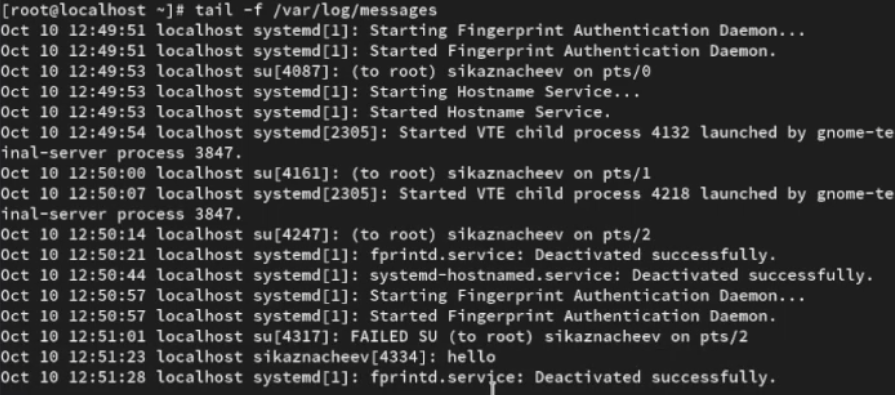 [root@localhost ~]# tail -f /var/log/messages
Oct 10 12:49:51 localhost systemd[1]: Starting Fingerprint Authentication Daemon...
Oct 10 12:49:51 localhost systemd[1]: Started Fingerprint Authentication Daemon.
Oct 10 12:49:53 localhost su[4087]: (to root) sikaznacheev on pts/0
Oct 10 12:49:53 localhost systemd[1]: Starting Hostname Service...
Oct 10 12:49:53 localhost systemd[1]: Started Hostname Service.
Oct 10 12:49:54 localhost systemd[2305]: Started VTE child process 4132 launched by gnome-te
inal-server process 3847.
Oct 10 12:50:00 localhost su[4161]: (to root) sikaznacheev on pts/1
Oct 10 12:50:07 localhost systemd[2305]: Started VTE child process 4218 launched by gnome-te
inal-server process 3847.
Oct 10 12:50:14 localhost su[4247]: (to root) sikaznacheev on pts/2
Oct 10 12:50:21 localhost systemd[1]: fprintd.service: Deactivated successfully.
Oct 10 12:50:44 localhost systemd[1]: systemd-hostnamed.service: Deactivated successfully.
Oct 10 12:50:57 localhost systemd[1]: Starting Fingerprint Authentication Daemon...
Oct 10 12:50:57 localhost systemd[1]: Started Fingerprint Authentication Daemon.
Oct 10 12:51:01 localhost su[4317]: FAILED SU (to root) sikaznacheev on pts/2
Oct 10 12:51:23 localhost sikaznacheev[4334]: hello
Oct 10 12:51:28 localhost systemd[1]: fprintd.service: Deactivated successfully.